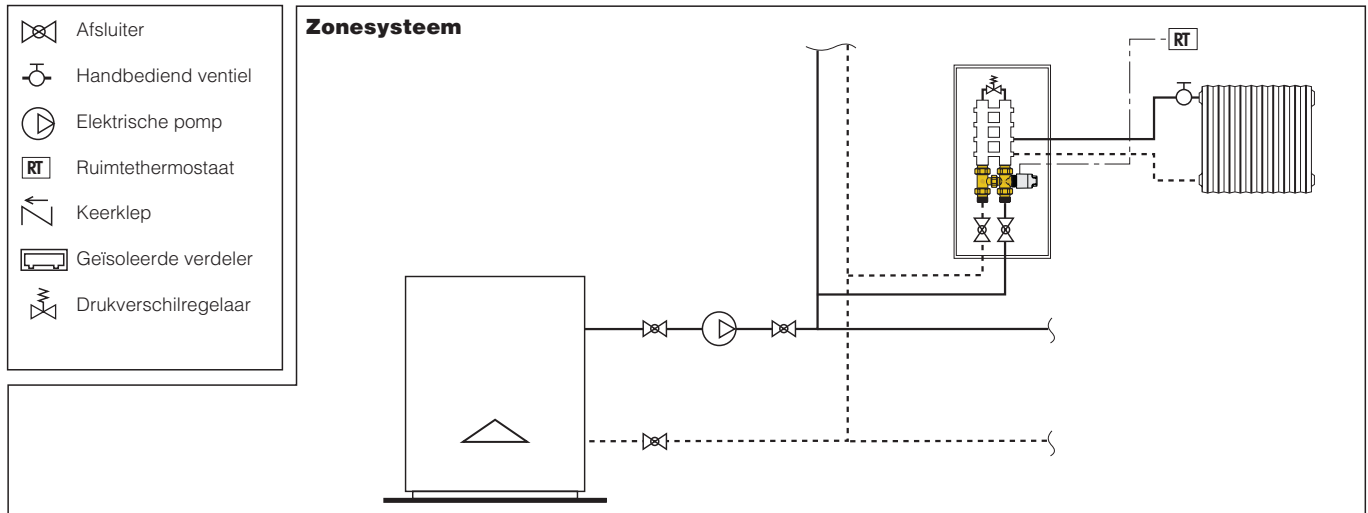 Afsluiter
Handbediend ventiel
Elektrische pomp
RT Ruimtethermostaat
Keerklep
Geïsoleerde verdeler
Drukverschilregelaar
Zonesysteem
RT